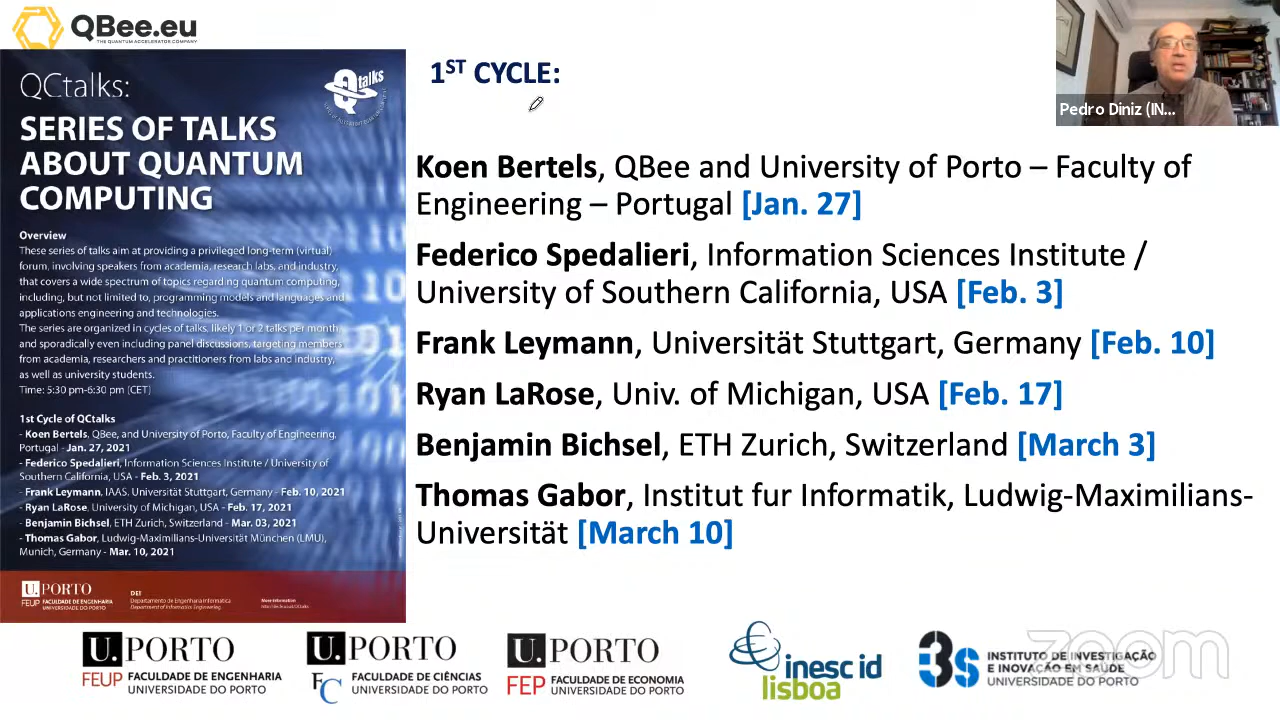 QBee.eu
THE QUANTUM ACCELERATOR COMPANY
QCtalks:
Qtalks
SERIES OF TALKS
ABOUT QUANTUM
COMPUTING
Overview
These series of talks aim at providing a privileged long-term (virtual)
forum, involving speakers from academia, research labs, and industry,
that covers a wide spectrum of topics regarding quantum computing,
including, but not limited to, programming models and languages and
applications engineering and technologies.
The series are organized in cycles of talks, likely 1 or 2 talks per month,
and sporadically even including panel discussions, targeting members
from academia, researchers and practitioners from labs and industry,
as well as university students.
Time: 5:30 pm-6:30 pm [CET]
1st Cycle of QCtalks
- Koen Bertels, QBee, and University of Porto, Faculty of Engineering,
Portugal - Jan. 27, 2021
- Federico Spedalieri, Information Sciences Institute / University of
Southern California, USA - Feb. 3, 2021
- Frank Leymann, IAAS, Universität Stuttgart, Germany - Feb. 10, 2021
- Ryan LaRose, University of Michigan, USA - Feb. 17, 2021
- Benjamin Bichsel, ETH Zurich, Switzerland - Mar. 03, 2021
- Thomas Gabor, Ludwig-Maximilians-Universität München (LMU),
Munich, Germany - Mar. 10, 2021
U.PORTO
FEUP FACULDADE DE ENGENHARIA
UNIVERSIDADE DO PORTO
DEI
Departamento de Engenharia Informática
Department of Informatics Engineering
More information
1ST CYCLE:
Koen Bertels, QBee and University of Porto – Faculty of
Engineering – Portugal [Jan. 27]
Federico Spedalieri, Information Sciences Institute /
University of Southern California, USA [Feb. 3]
Frank Leymann, Universität Stuttgart, Germany [Feb. 10]
Ryan LaRose, Univ. of Michigan, USA [Feb. 17]
Benjamin Bichsel, ETH Zurich, Switzerland [March 3]
Thomas Gabor, Institut fur Informatik, Ludwig-Maximilians-
Universität [March 10]
Pedro Diniz (IN...
U.PORTO
FEUP FACULDADE DE ENGENHARIA
UNIVERSIDADE DO PORTO
U.PORTO
FC FACULDADE DE CIÊNCIAS
UNIVERSIDADE DO PORTO
U.PORTO
FEP FACULDADE DE ECONOMIA
UNIVERSIDADE DO PORTO
inesc id
lisboa
i3s INSTITUTO DE INVESTIGAÇÃO
E INOVAÇÃO EM SAÚDE
UNIVERSIDADE DO PORTO
zoom